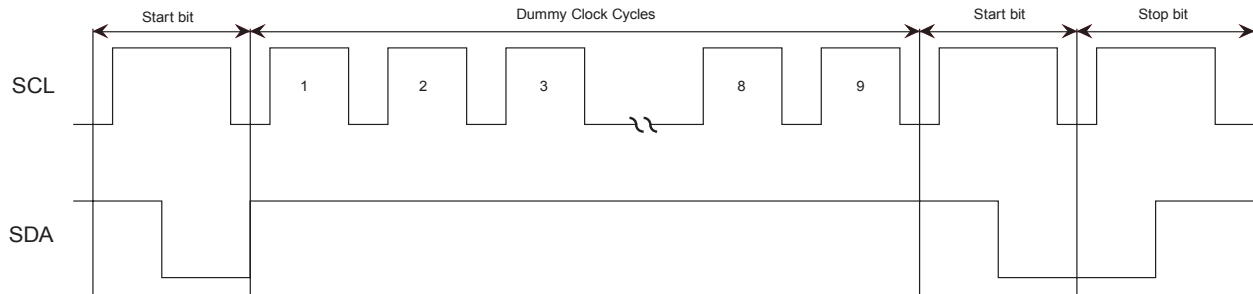 Start bit Dummy Clock Cycles Start bit Stop bit
SCL 1 2 3 8 9
SDA